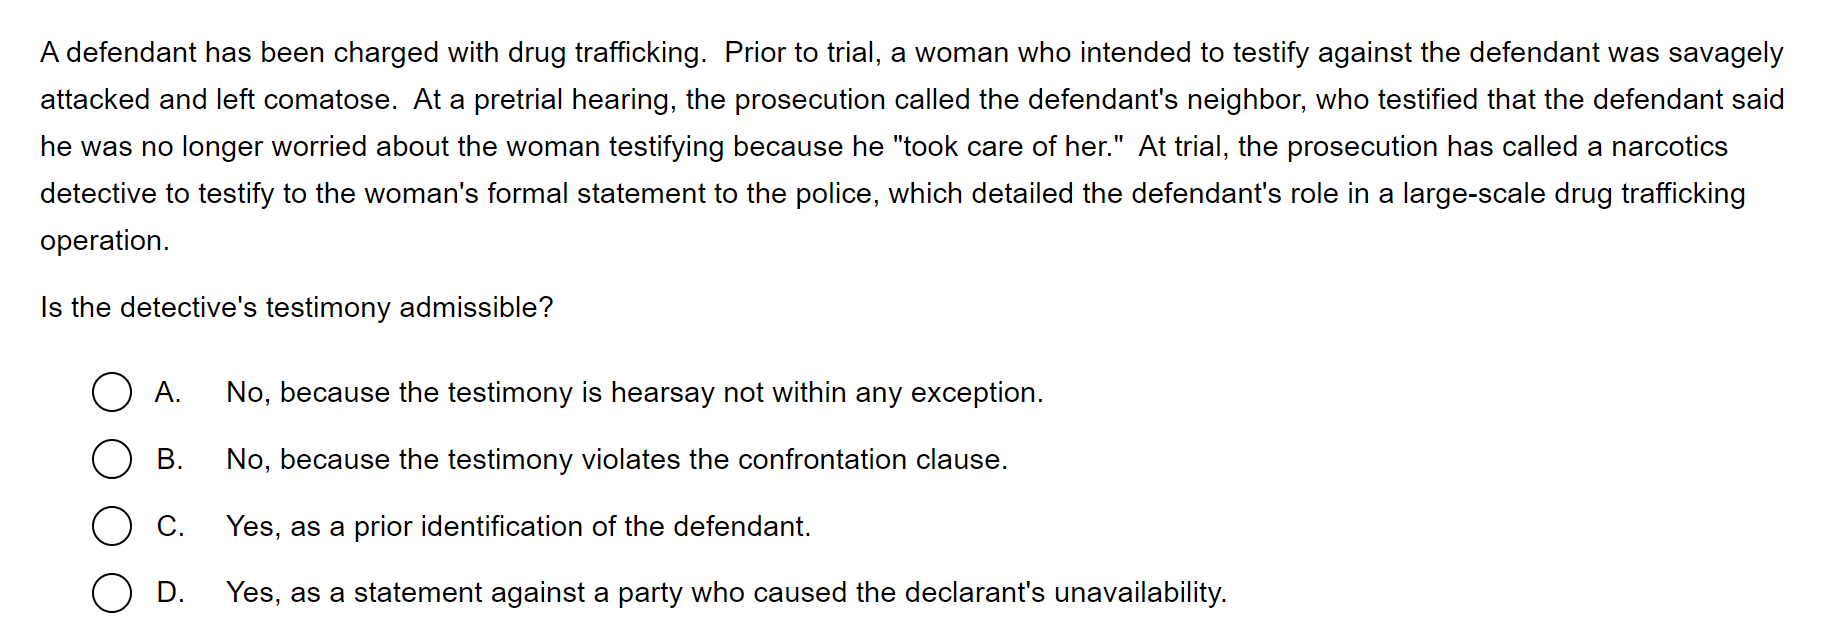 A defendant has been charged with drug trafficking.  Prior to trial, a woman who intended to testify against the defendant was savagely
attacked and left comatose.  At a pretrial hearing, the prosecution called the defendant's neighbor, who testified that the defendant said
he was no longer worried about the woman testifying because he "took care of her."  At trial, the prosecution has called a narcotics
detective to testify to the woman's formal statement to the police, which detailed the defendant's role in a large-scale drug trafficking
operation.
Is the detective's testimony admissible?
A. No, because the testimony is hearsay not within any exception.
B. No, because the testimony violates the confrontation clause.
C. Yes, as a prior identification of the defendant.
D. Yes, as a statement against a party who caused the declarant's unavailability.